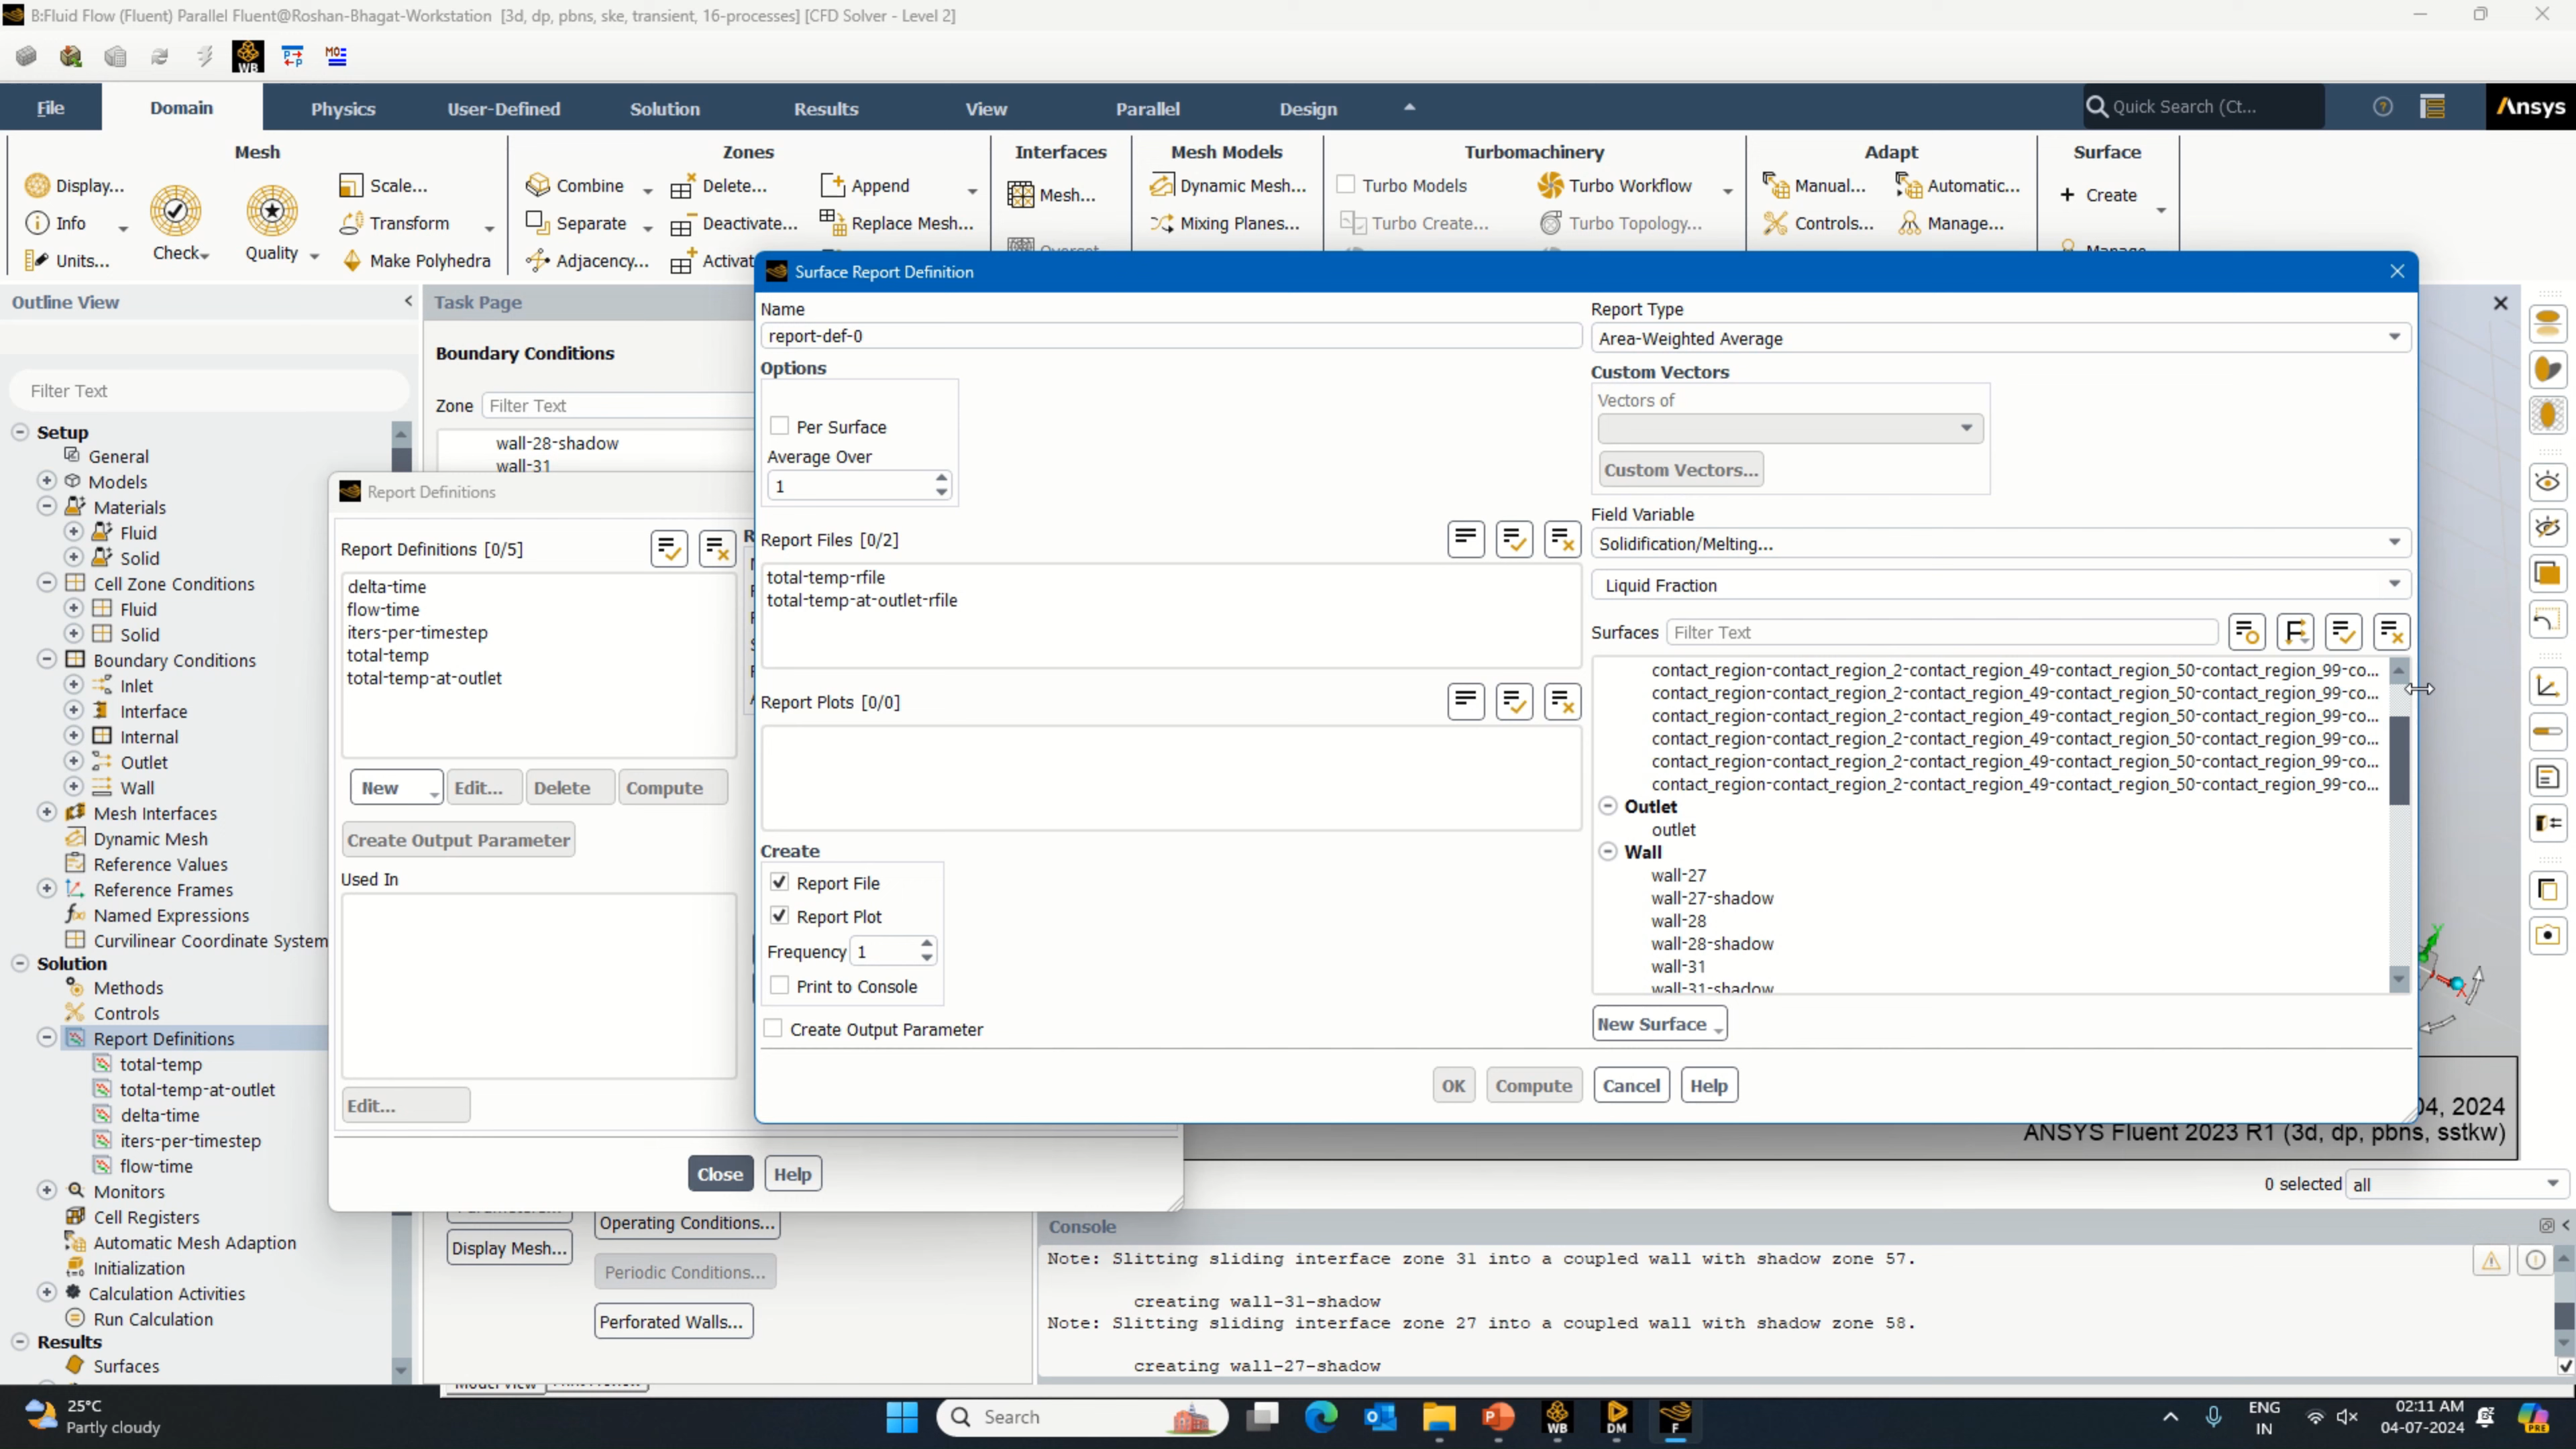 B:Fluid Flow (Fluent) Parallel Fluent@Roshan-Bhagat-Workstation [3d, dp, pbns, ske, transient, 16-processes] [CFD Solver - Level 2]
WB
File
Domain
Physics
User-Defined
Solution
Results
View
Parallel
Design
Quick Search (Ct...
Ansys
Mesh
Display...
Info
Units...
Check
Quality
Scale...
Transform
Make Polyhedra
Zones
Combine
Separate
Adjacency...
Delete...
Deactivate...
Activat
Append
Replace Mesh...
Interfaces
Mesh...
Mesh Models
Dynamic Mesh...
Mixing Planes...
Turbomachinery
Turbo Models
Turbo Create...
Turbo Workflow
Turbo Topology...
Adapt
Manual...
Controls...
Automatic...
Manage...
Surface
+ Create
Outline View
Filter Text
Setup
General
Models
Materials
Fluid
Solid
Cell Zone Conditions
Fluid
Solid
Boundary Conditions
Inlet
Interface
Internal
Outlet
Wall
Mesh Interfaces
Dynamic Mesh
Reference Values
Reference Frames
Named Expressions
Curvilinear Coordinate System
Solution
Methods
Controls
Report Definitions
total-temp
total-temp-at-outlet
delta-time
iters-per-timestep
flow-time
Monitors
Cell Registers
Automatic Mesh Adaption
Initialization
Calculation Activities
Run Calculation
Results
Surfaces
Task Page
Boundary Conditions
Zone Filter Text
wall-28-shadow
wall-31
Report Definitions
Report Definitions [0/5]
delta-time
flow-time
iters-per-timestep
total-temp
total-temp-at-outlet
New
Edit...
Delete
Compute
Create Output Parameter
Used In
Edit...
Close
Help
Operating Conditions...
Display Mesh...
Periodic Conditions...
Perforated Walls...
Surface Report Definition
Name
report-def-0
Options
Per Surface
Average Over
1
Report Files [0/2]
total-temp-rfile
total-temp-at-outlet-rfile
Report Plots [0/0]
Create
Report File
Report Plot
Frequency 1
Print to Console
Create Output Parameter
Report Type
Area-Weighted Average
Custom Vectors
Vectors of
Custom Vectors...
Field Variable
Solidification/Melting...
Liquid Fraction
Surfaces Filter Text
contact_region-contact_region_2-contact_region_49-contact_region_50-contact_region_99-co...
contact_region-contact_region_2-contact_region_49-contact_region_50-contact_region_99-co...
contact_region-contact_region_2-contact_region_49-contact_region_50-contact_region_99-co...
contact_region-contact_region_2-contact_region_49-contact_region_50-contact_region_99-co...
contact_region-contact_region_2-contact_region_49-contact_region_50-contact_region_99-co...
contact_region-contact_region_2-contact_region_49-contact_region_50-contact_region_99-co...
Outlet
outlet
Wall
wall-27
wall-27-shadow
wall-28
wall-28-shadow
wall-31
wall-31-shadow
New Surface
OK
Compute
Cancel
Help
04, 2024
ANSYS Fluent 2023 R1 (3d, dp, pbns, sstkw)
0 selected all
Console
Note: Slitting sliding interface zone 31 into a coupled wall with shadow zone 57.
creating wall-31-shadow
Note: Slitting sliding interface zone 27 into a coupled wall with shadow zone 58.
creating wall-27-shadow
25°C
Partly cloudy
Search
WB
DM
F
ENG
IN
02:11 AM
04-07-2024
PRE